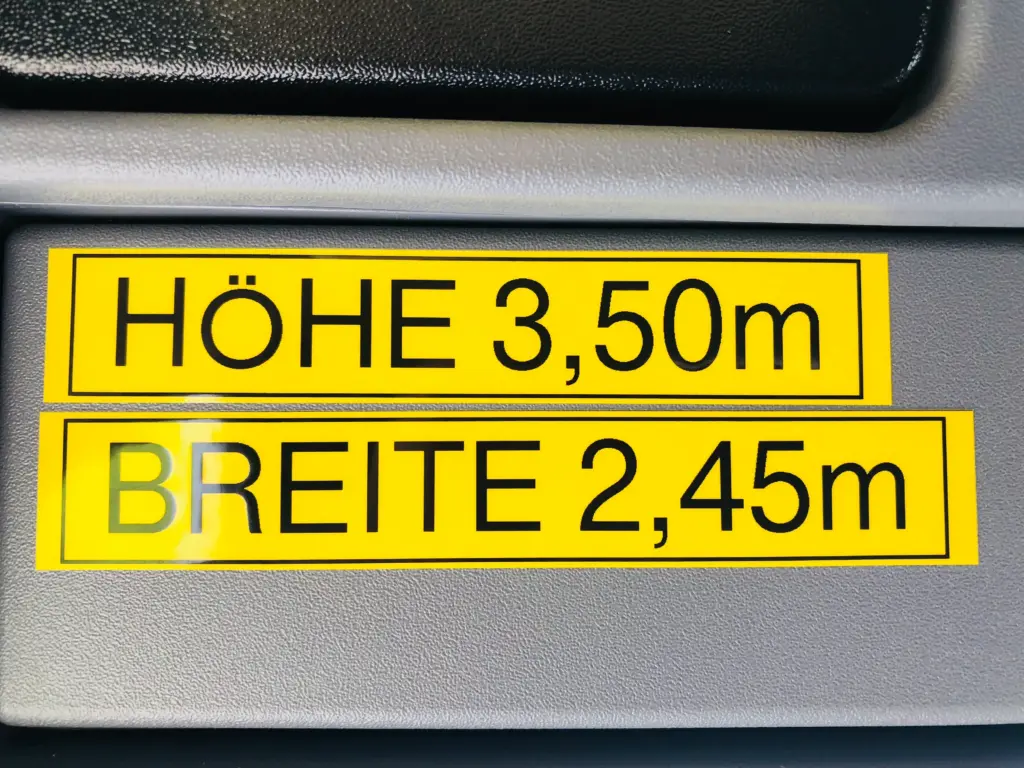 HÖHE 3,50m
BREITE 2,45m